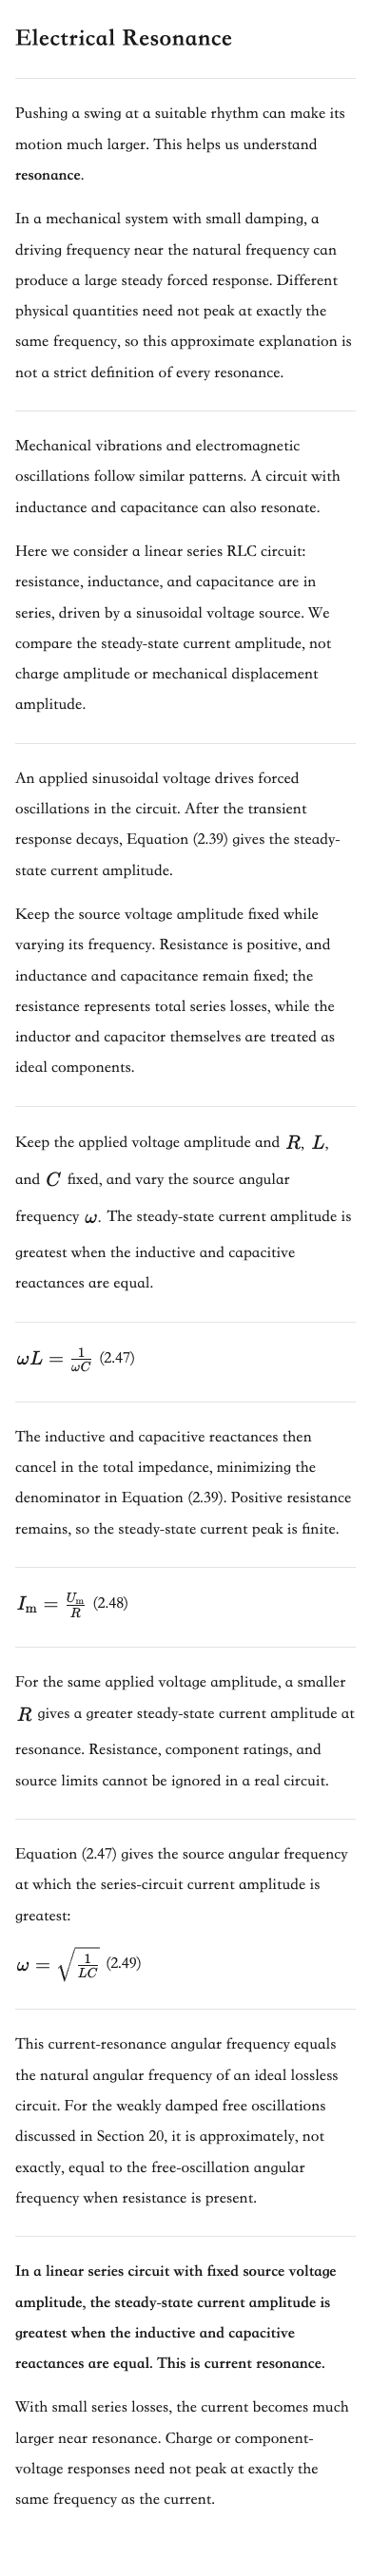 Electrical Resonance
Pushing a swing at a suitable rhythm can make its
motion much larger. This helps us understand
resonance.
In a mechanical system with small damping, a
driving frequency near the natural frequency can
produce a large steady forced response. Different
physical quantities need not peak at exactly the
same frequency, so this approximate explanation is
not a strict definition of every resonance.
Mechanical vibrations and electromagnetic
oscillations follow similar patterns. A circuit with
inductance and capacitance can also resonate.
Here we consider a linear series RLC circuit:
resistance, inductance, and capacitance are in
series, driven by a sinusoidal voltage source. We
compare the steady-state current amplitude, not
charge amplitude or mechanical displacement
amplitude.
An applied sinusoidal voltage drives forced
oscillations in the circuit. After the transient
response decays, Equation (2.39) gives the steady-
state current amplitude.
Keep the source voltage amplitude fixed while
varying its frequency. Resistance is positive, and
inductance and capacitance remain fixed; the
resistance represents total series losses, while the
inductor and capacitor themselves are treated as
ideal components.
Keep the applied voltage amplitude and R, L,
and C fixed, and vary the source angular
frequency ω. The steady-state current amplitude is
greatest when the inductive and capacitive
reactances are equal.
ωL = 1/(ωC) (2.47)
The inductive and capacitive reactances then
cancel in the total impedance, minimizing the
denominator in Equation (2.39). Positive resistance
remains, so the steady-state current peak is finite.
Iₘ = Uₘ/R (2.48)
For the same applied voltage amplitude, a smaller
R gives a greater steady-state current amplitude at
resonance. Resistance, component ratings, and
source limits cannot be ignored in a real circuit.
Equation (2.47) gives the source angular frequency
at which the series-circuit current amplitude is
greatest:
ω = √(1/(LC)) (2.49)
This current-resonance angular frequency equals
the natural angular frequency of an ideal lossless
circuit. For the weakly damped free oscillations
discussed in Section 20, it is approximately, not
exactly, equal to the free-oscillation angular
frequency when resistance is present.
In a linear series circuit with fixed source voltage
amplitude, the steady-state current amplitude is
greatest when the inductive and capacitive
reactances are equal. This is current resonance.
With small series losses, the current becomes much
larger near resonance. Charge or component-
voltage responses need not peak at exactly the
same frequency as the current.